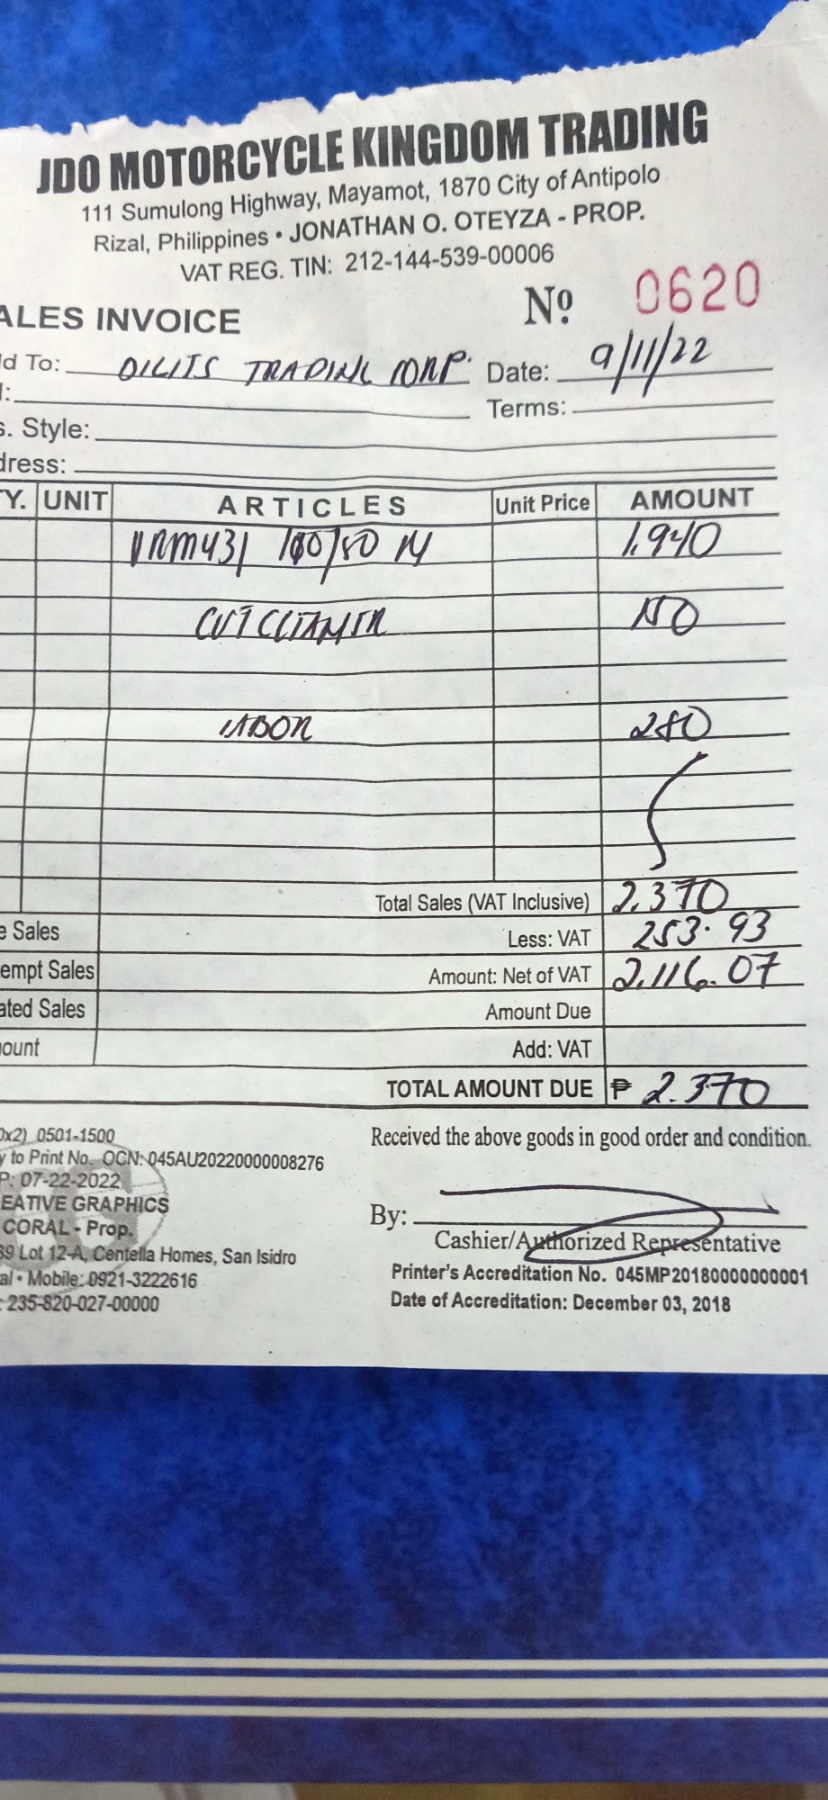 JDO MOTORCYCLE KINGDOM TRADING
111 Sumulong Highway, Mayamot, 1870 City of Antipolo
Rizal, Philippines • JONATHAN O. OTEYZA - PROP.
VAT REG. TIN: 212-144-539-00006
ALES INVOICE Nº 0620
d To: TRADING CORP. Date: 9/11/22
: Terms:
s. Style:
dress:
Y. UNIT ARTICLES Unit Price AMOUNT
VRM431 100/80 14 1,940
CVT CLEANER 150
LABOR 280
Total Sales (VAT Inclusive) 2,370
e Sales Less: VAT 253.93
empt Sales Amount: Net of VAT 2,116.07
ated Sales Amount Due
ount Add: VAT
TOTAL AMOUNT DUE ₱ 2.370
0x2) 0501-1500
Received the above goods in good order and condition.
y to Print No. OCN: 045AU20220000008276
P: 07-22-2022
EATIVE GRAPHICS
CORAL - Prop.
39 Lot 12-A, Centella Homes, San Isidro
al • Mobile: 0921-3222616
: 235-820-027-00000
By:
Cashier/Authorized Representative
Printer's Accreditation No. 045MP20180000000001
Date of Accreditation: December 03, 2018